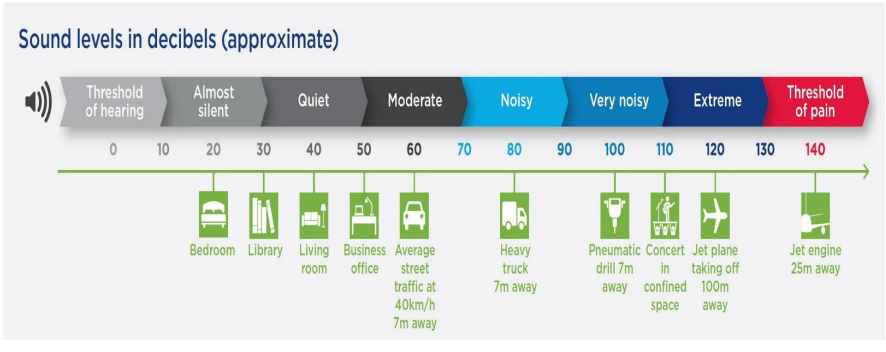 Sound levels in decibels (approximate)
Threshold
of hearing
Almost
silent
Quiet
Moderate
Noisy
Very noisy
Extreme
Threshold
of pain
0 10 20 30 40 50 60 70 80 90 100 110 120 130 140
Bedroom
Library
Living
room
Business
office
Average
street
traffic at
40km/h
7m away
Heavy
truck
7m away
Pneumatic
drill 7m
away
Concert
in
confined
space
Jet plane
taking off
100m
away
Jet engine
25m away